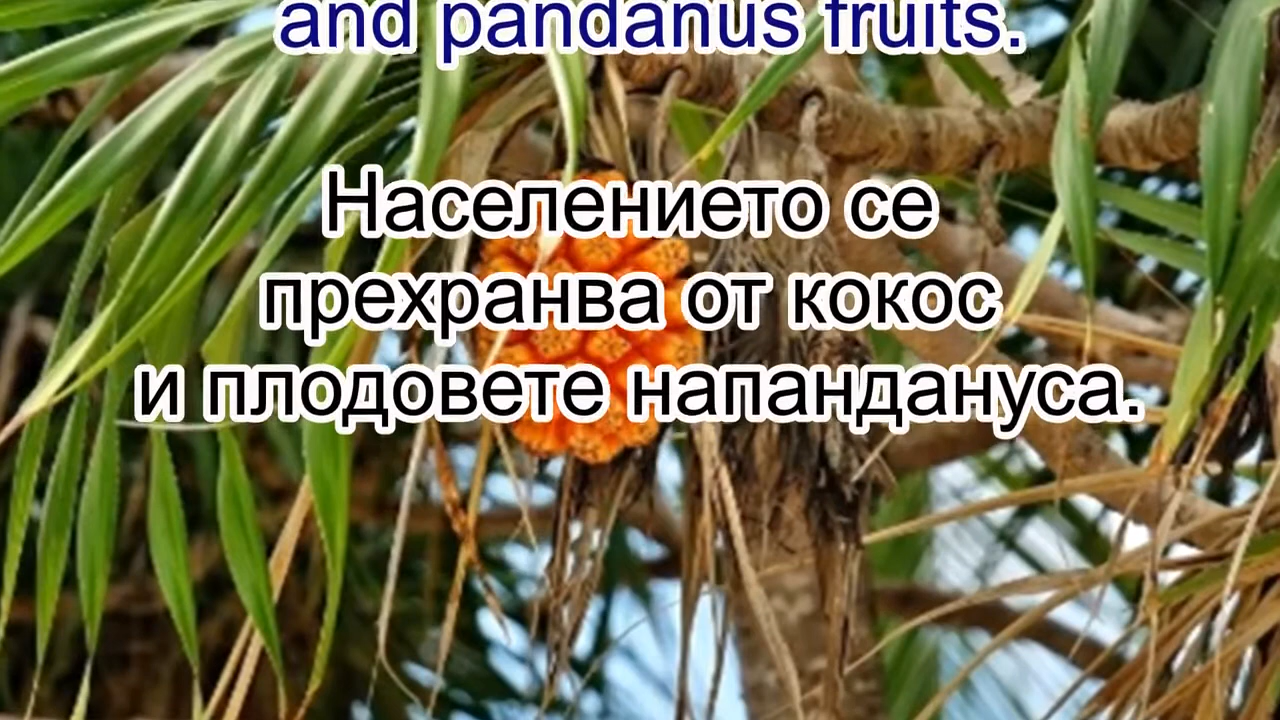 and pandanus fruits.
Населението се
прехранва от кокос
и плодовете напандануса.